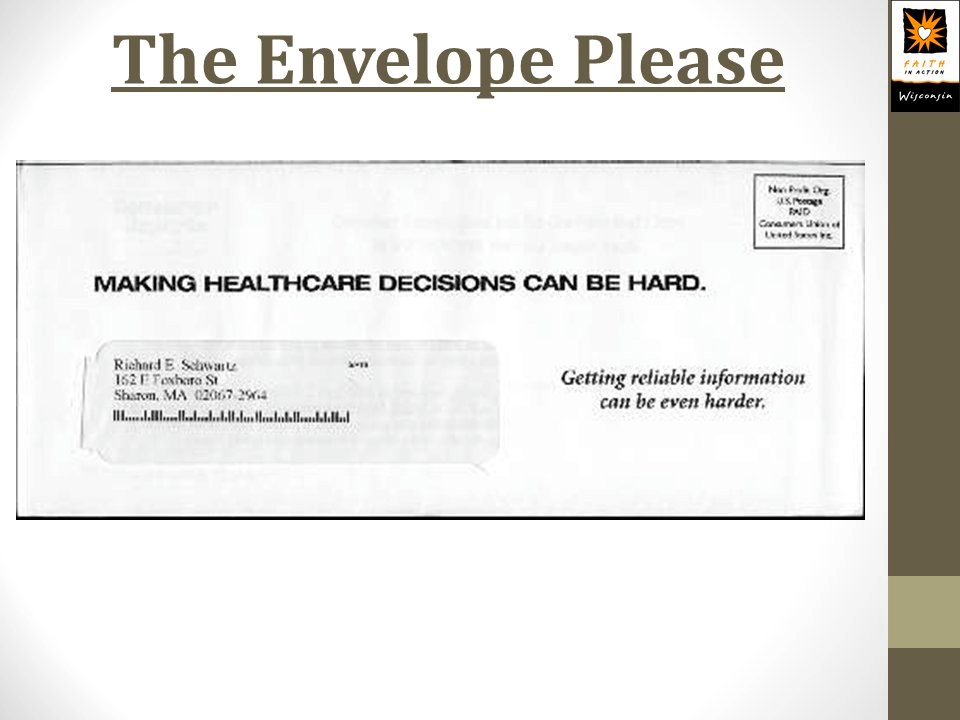 The Envelope Please
FAITH
IN ACTION
Wisconsin
Non Profit Org.
U.S. Postage
PAID
Consumers Union of
United States Inc.
MAKING HEALTHCARE DECISIONS CAN BE HARD.
Richard E. Schwartz
162 E Foxboro St
Sharon, MA 02067-2964
Getting reliable information
can be even harder.